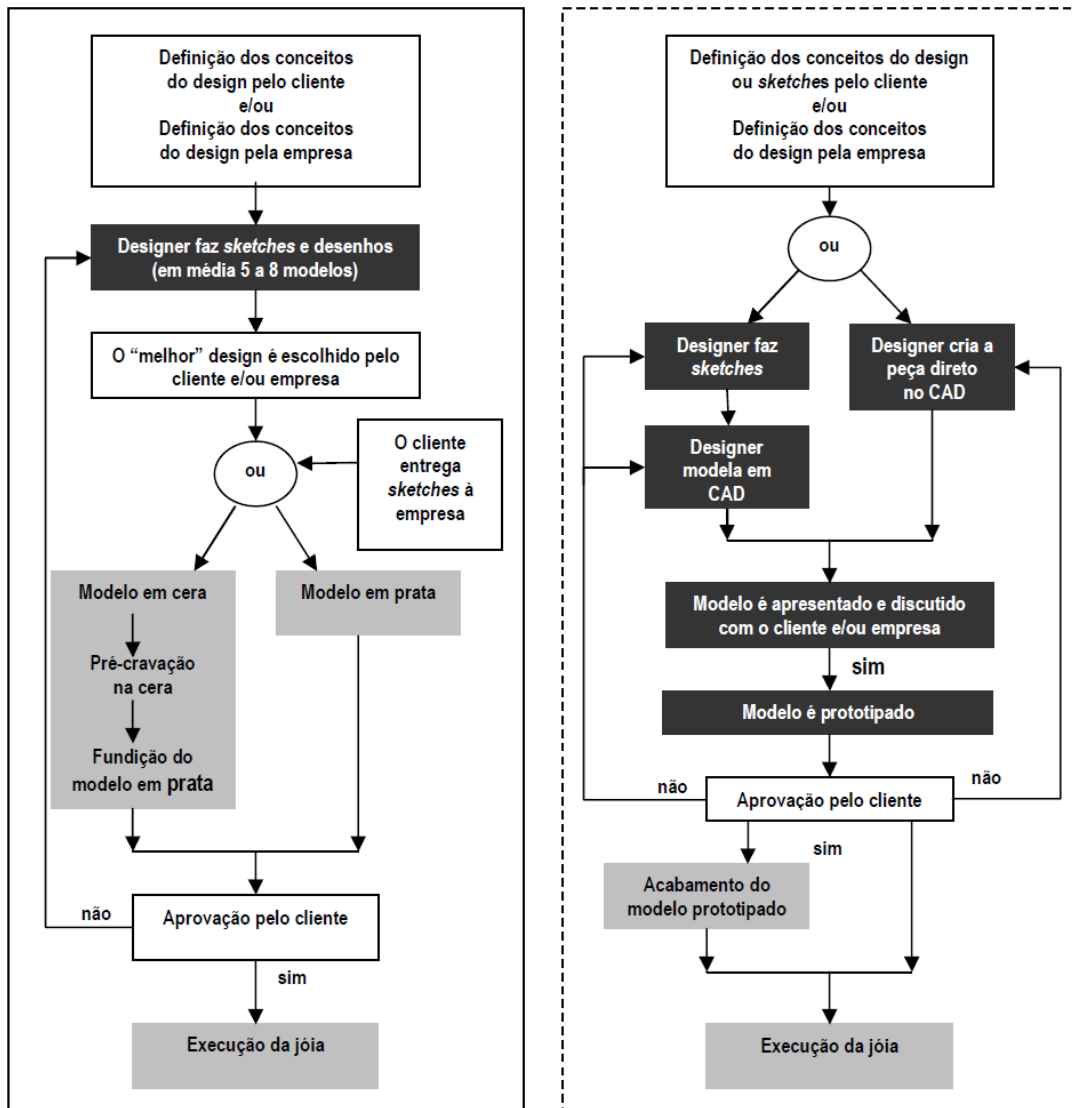 Definição dos conceitos
do design pelo cliente
e/ou
Definição dos conceitos
do design pela empresa
Designer faz sketches e desenhos
(em média 5 a 8 modelos)
O “melhor” design é escolhido pelo
cliente e/ou empresa
ou
O cliente
entrega
sketches à
empresa
Modelo em cera
Pré-cravação
na cera
Fundição do
modelo em prata
Modelo em prata
não
Aprovação pelo cliente
sim
Execução da jóia
Definição dos conceitos do design
ou sketches pelo cliente
e/ou
Definição dos conceitos
do design pela empresa
ou
Designer faz
sketches
Designer cria a
peça direto
no CAD
Designer
modela em
CAD
Modelo é apresentado e discutido
com o cliente e/ou empresa
sim
Modelo é prototipado
não
Aprovação pelo cliente
não
sim
Acabamento do
modelo prototipado
Execução da jóia